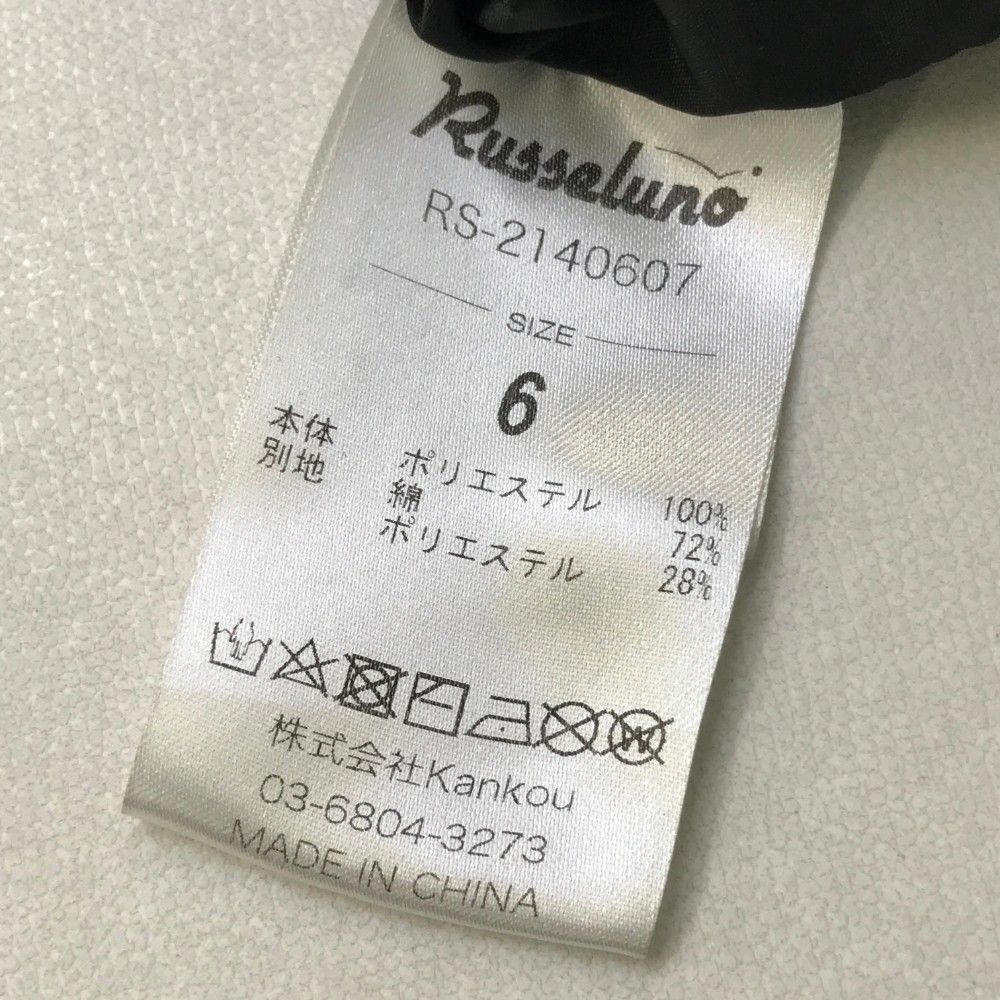 Russeluno
RS-2140607
SIZE
6
本体 ポリエステル 100%
別地 綿 72%
ポリエステル 28%
株式会社Kankou
03-6804-3273
MADE IN CHINA